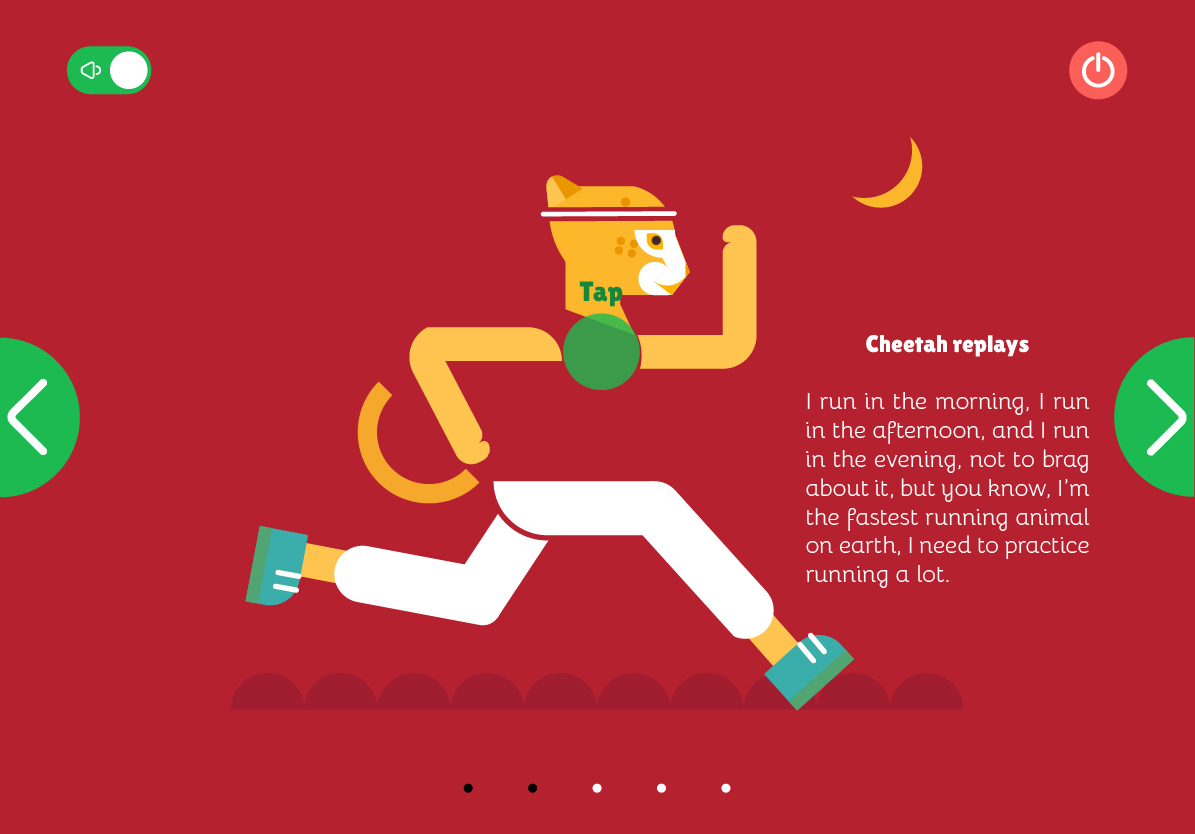 Tap
Cheetah replays
I run in the morning, I run
in the afternoon, and I run
in the evening, not to brag
about it, but you know, I'm
the fastest running animal
on earth, I need to practice
running a lot.